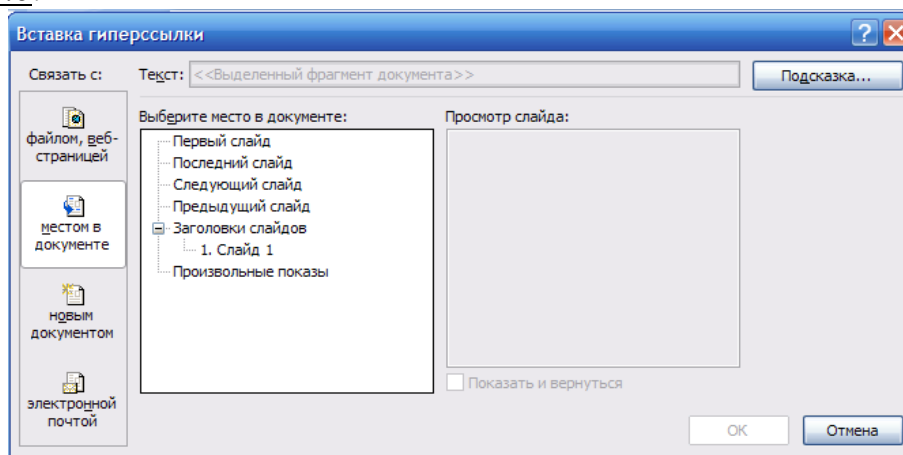 Вставка гиперссылки
Связать с:
Текст: <<Выделенный фрагмент документа>>
Подсказка...
файлом, веб-
страницей
местом в
документе
новым
документом
электронной
почтой
Выберите место в документе:
Первый слайд
Последний слайд
Следующий слайд
Предыдущий слайд
Заголовки слайдов
1. Слайд 1
Произвольные показы
Просмотр слайда:
Показать и вернуться
ОК
Отмена